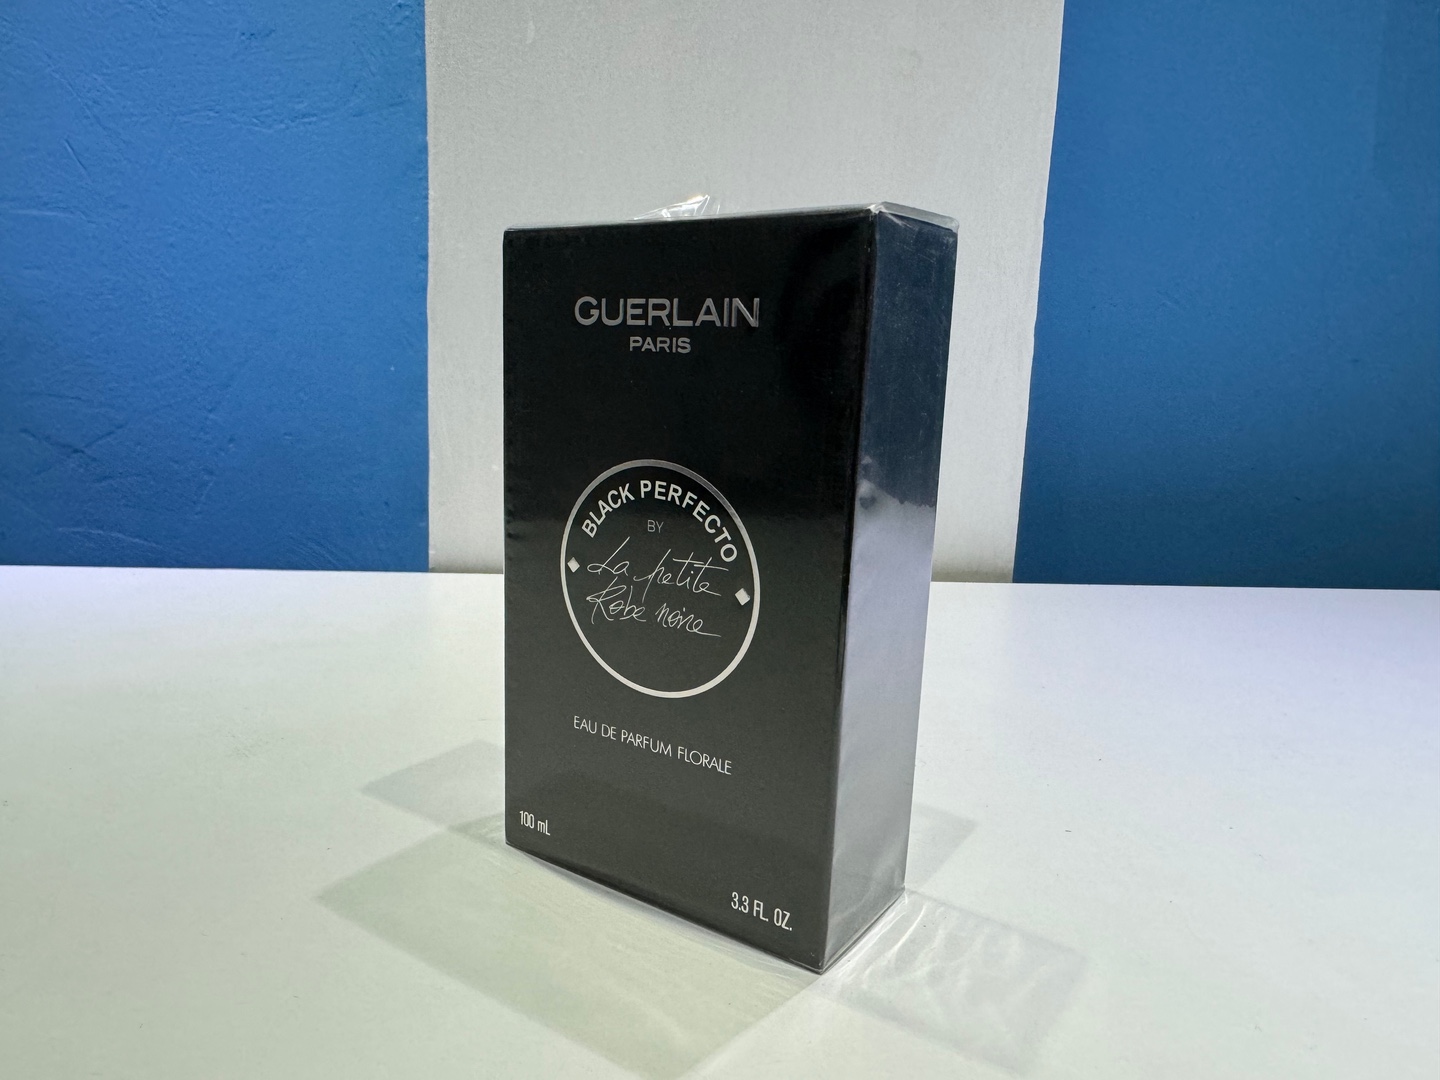 GUERLAIN
PARIS
BLACK PERFECTO
BY
La petite
Robe noire
EAU DE PARFUM FLORALE
100 mL
3.3 FL. OZ.